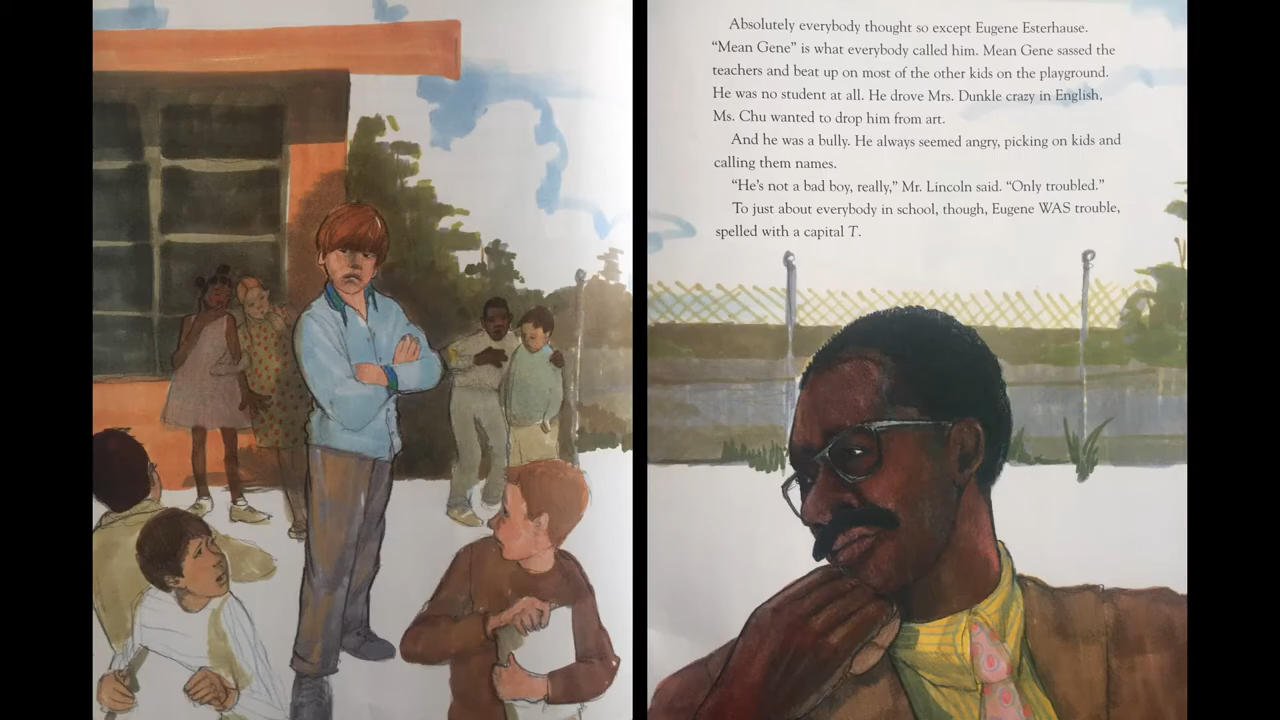 Absolutely everybody thought so except Eugene Esterhause.
“Mean Gene” is what everybody called him. Mean Gene sassed the
teachers and beat up on most of the other kids on the playground.
He was no student at all. He drove Mrs. Dunkle crazy in English,
Ms. Chu wanted to drop him from art.
And he was a bully. He always seemed angry, picking on kids and
calling them names.
“He’s not a bad boy, really,” Mr. Lincoln said. “Only troubled.”
To just about everybody in school, though, Eugene WAS trouble,
spelled with a capital T.